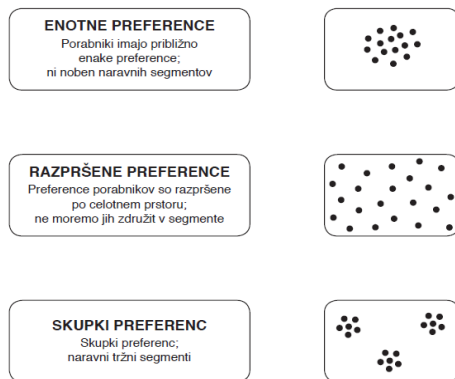 ENOTNE PREFERENCE
Porabniki imajo približno
enake preference;
ni noben naravnih segmentov
RAZPRŠENE PREFERENCE
Preference porabnikov so razpršene
po celotnem prstoru;
ne moremo jih združit v segmente
SKUPKI PREFERENC
Skupki preferenc;
naravni tržni segmenti